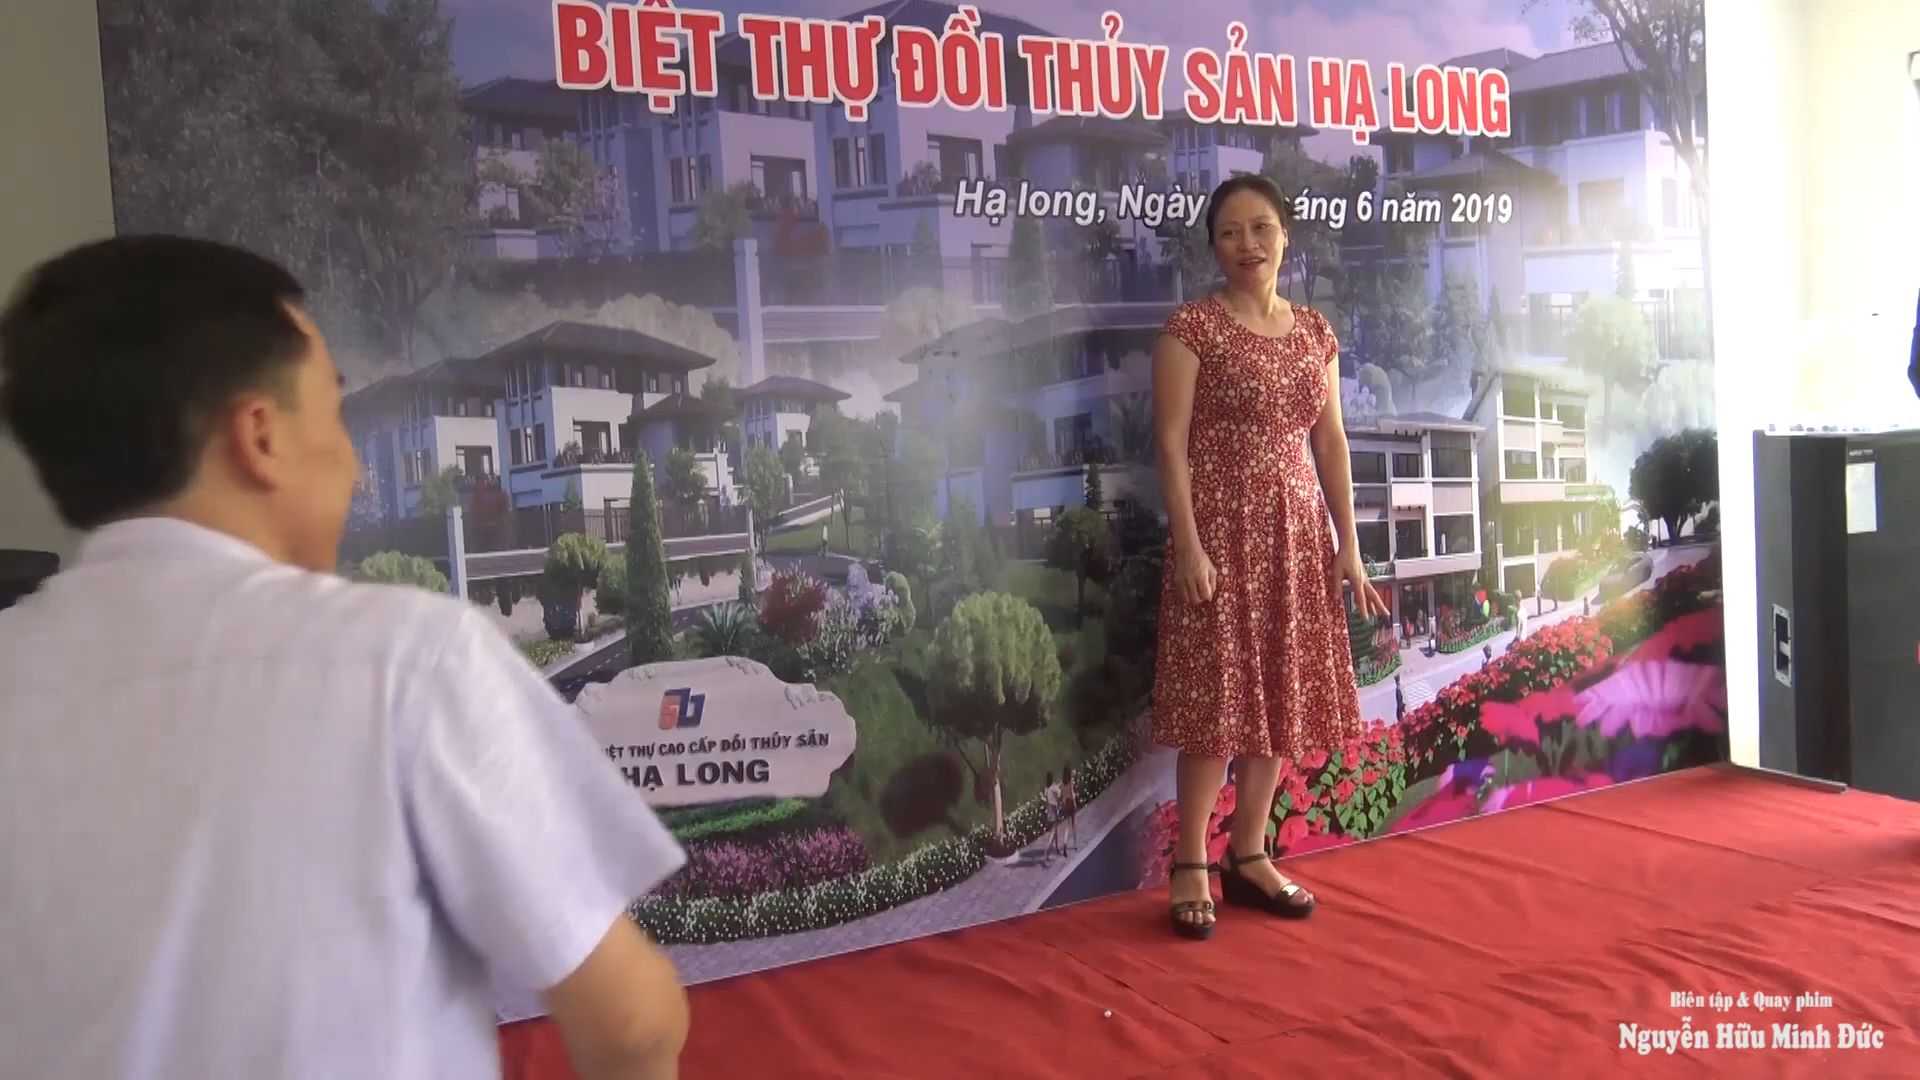 BIỆT THỰ ĐỒI THỦY SẢN HẠ LONG
Hạ long, Ngày áng 6 năm 2019
ỆT THỰ CAO CẤP ĐỒI THỦY SẢN
HẠ LONG
Biên tập & Quay phim
Nguyễn Hữu Minh Đức